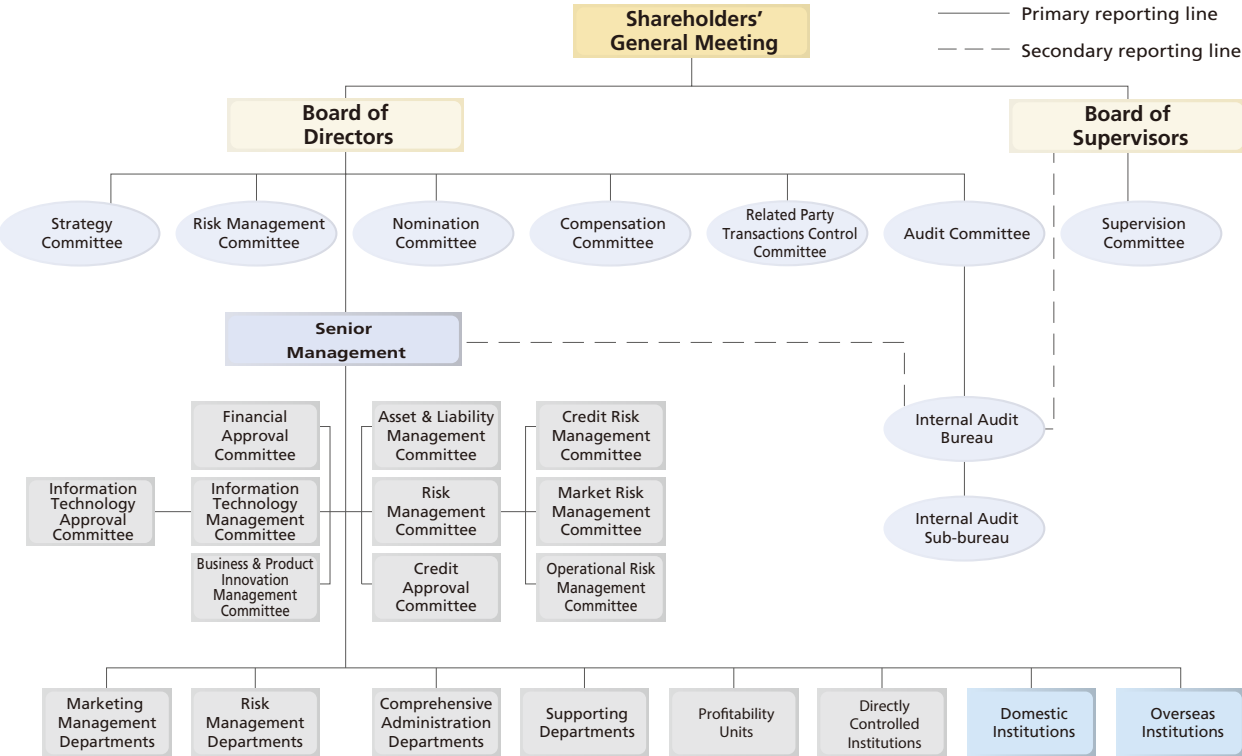 Shareholders'
General Meeting
Primary reporting line
Secondary reporting line
Board of
Directors
Board of
Supervisors
Strategy
Committee
Risk Management
Committee
Nomination
Committee
Compensation
Committee
Related Party
Transactions Control
Committee
Audit Committee
Supervision
Committee
Senior
Management
Financial
Approval
Committee
Asset & Liability
Management
Committee
Credit Risk
Management
Committee
Internal Audit
Bureau
Information
Technology
Approval
Committee
Information
Technology
Management
Committee
Risk
Management
Committee
Market Risk
Management
Committee
Internal Audit
Sub-bureau
Business & Product
Innovation
Management
Committee
Credit
Approval
Committee
Operational Risk
Management
Committee
Marketing
Management
Departments
Risk
Management
Departments
Comprehensive
Administration
Departments
Supporting
Departments
Profitability
Units
Directly
Controlled
Institutions
Domestic
Institutions
Overseas
Institutions